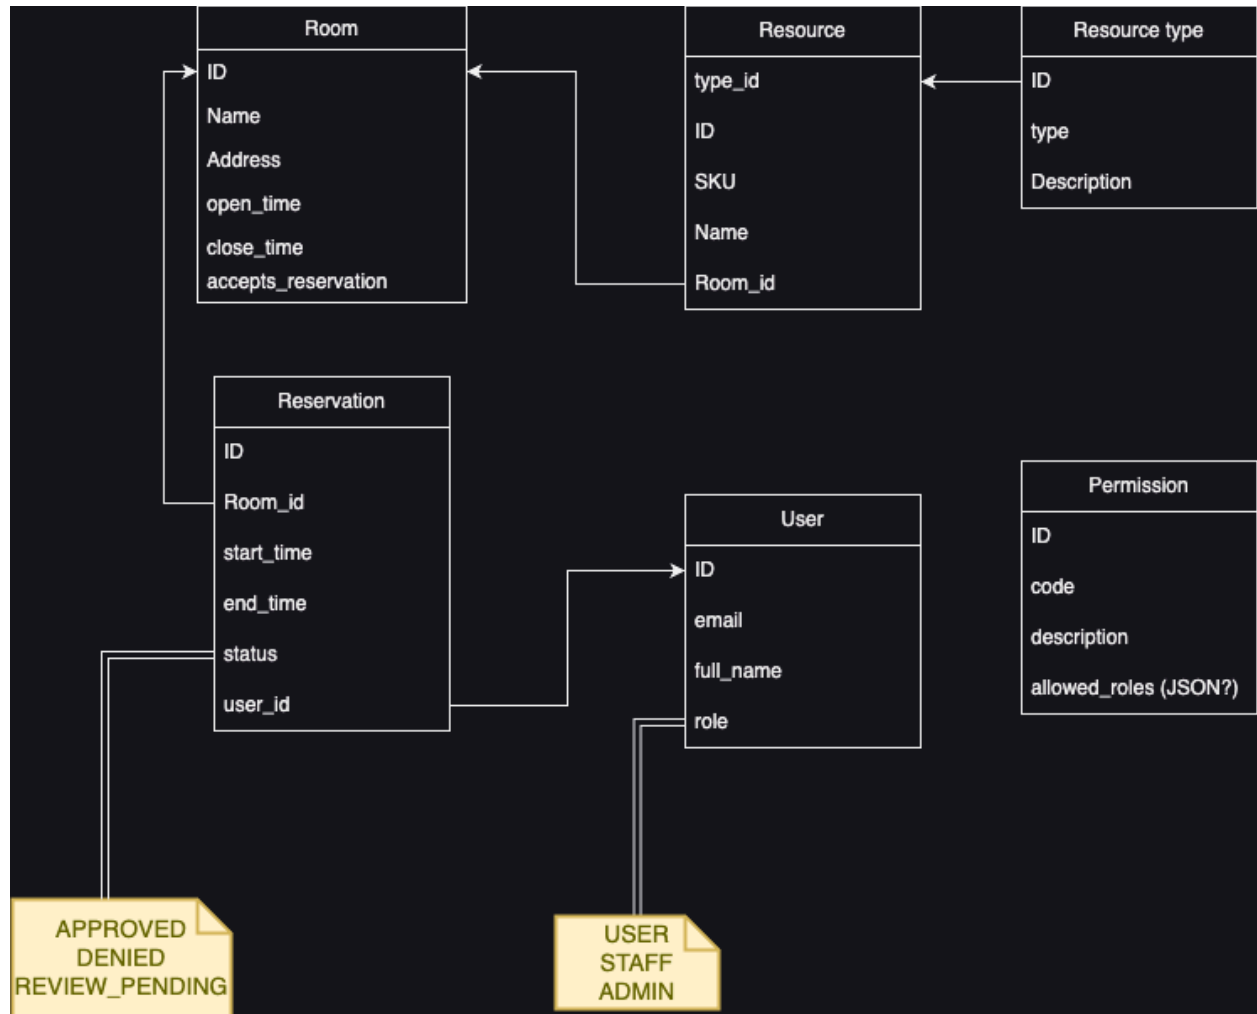 Room
ID
Name
Address
open_time
close_time
accepts_reservation
Resource
type_id
ID
SKU
Name
Room_id
Resource type
ID
type
Description
Reservation
ID
Room_id
start_time
end_time
status
user_id
User
ID
email
full_name
role
Permission
ID
code
description
allowed_roles (JSON?)
APPROVED
DENIED
REVIEW_PENDING
USER
STAFF
ADMIN